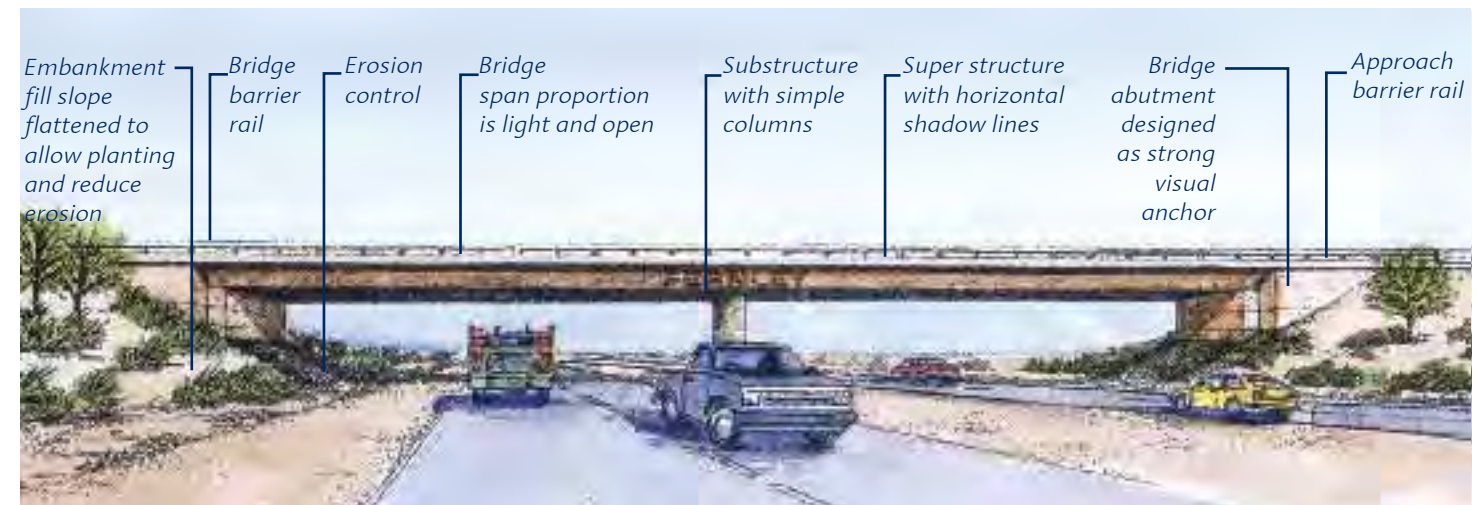 Embankment
fill slope
flattened to
allow planting
and reduce
erosion
Bridge
barrier
rail
Erosion
control
Bridge
span proportion
is light and open
Substructure
with simple
columns
Super structure
with horizontal
shadow lines
Bridge
abutment
designed
as strong
visual
anchor
Approach
barrier rail